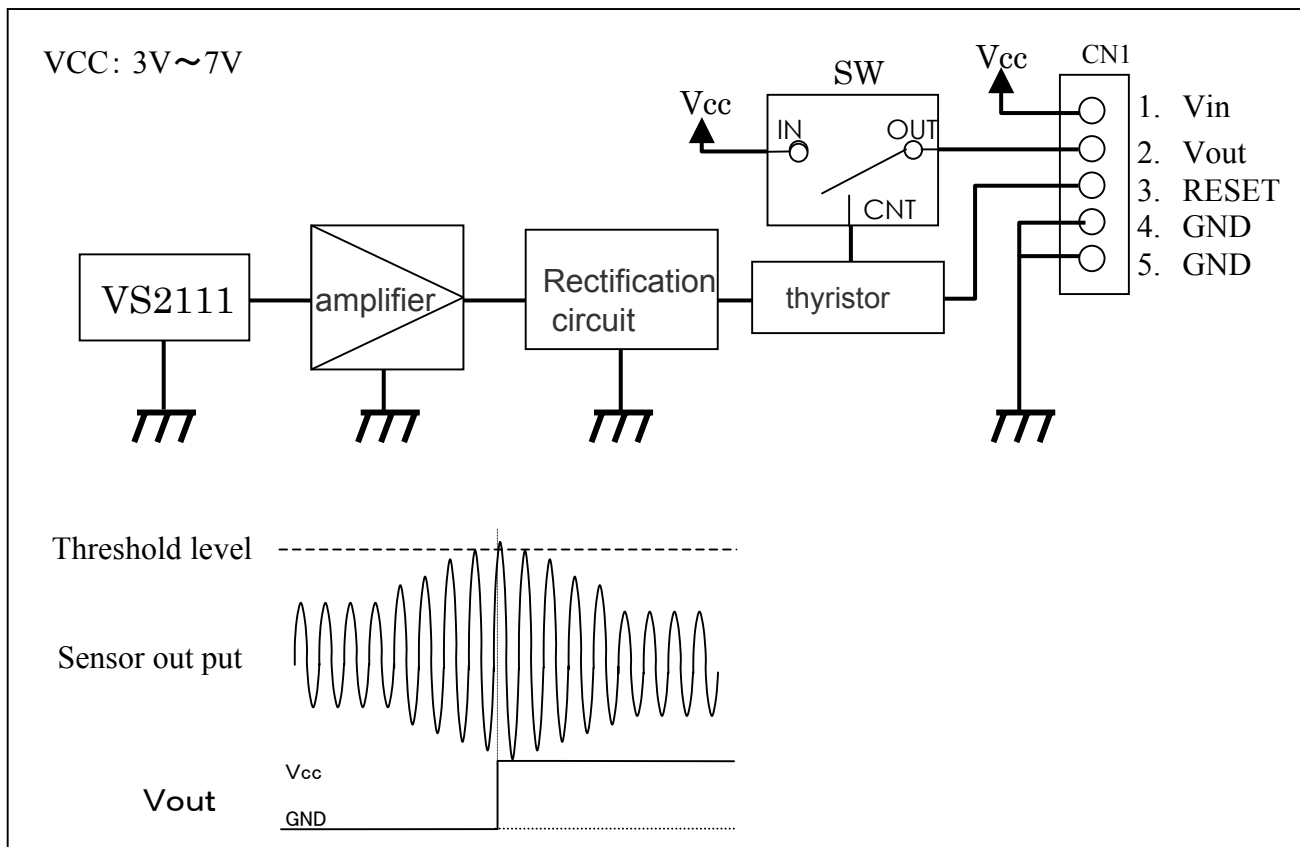 VCC: 3V～7V
Vcc
SW
Vcc
CN1
IN
OUT
CNT
1. Vin
2. Vout
3. RESET
4. GND
5. GND
VS2111
amplifier
Rectification
circuit
thyristor
Threshold level
Sensor out put
Vcc
Vout
GND